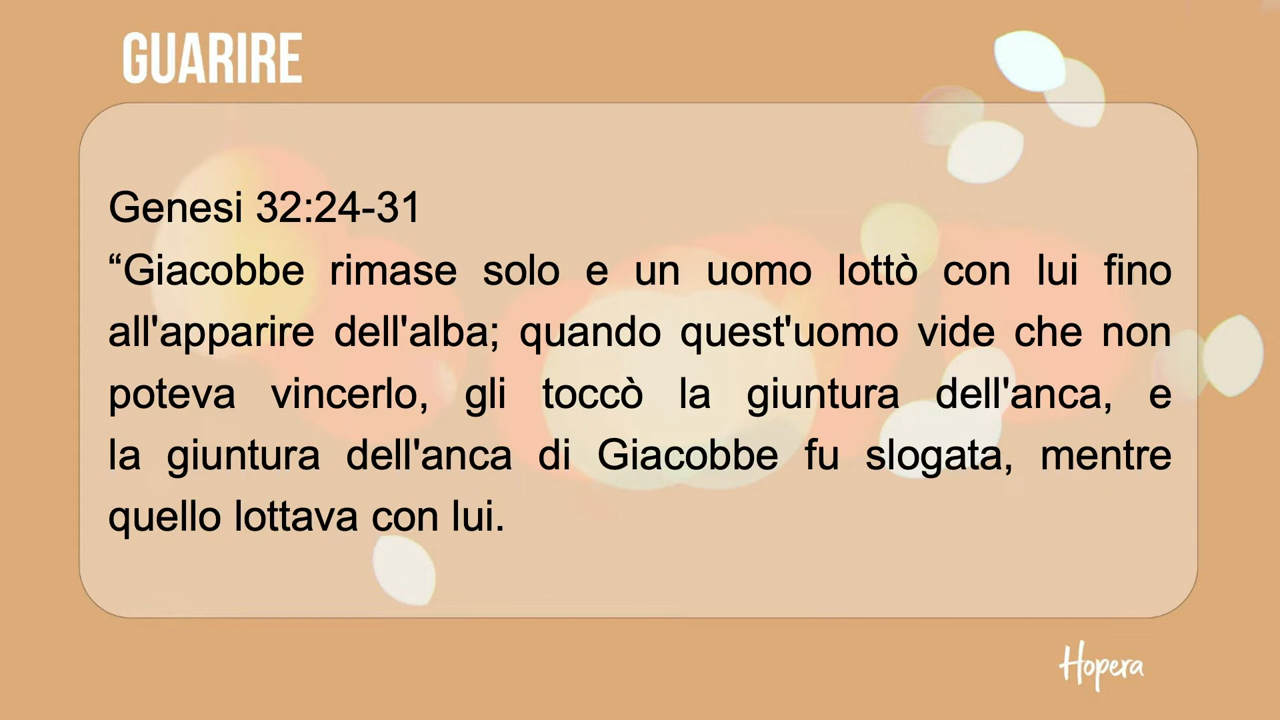 GUARIRE
Genesi 32:24-31
“Giacobbe rimase solo e un uomo lottò con lui fino
all'apparire dell'alba; quando quest'uomo vide che non
poteva vincerlo, gli toccò la giuntura dell'anca, e
la giuntura dell'anca di Giacobbe fu slogata, mentre
quello lottava con lui.
Hopera